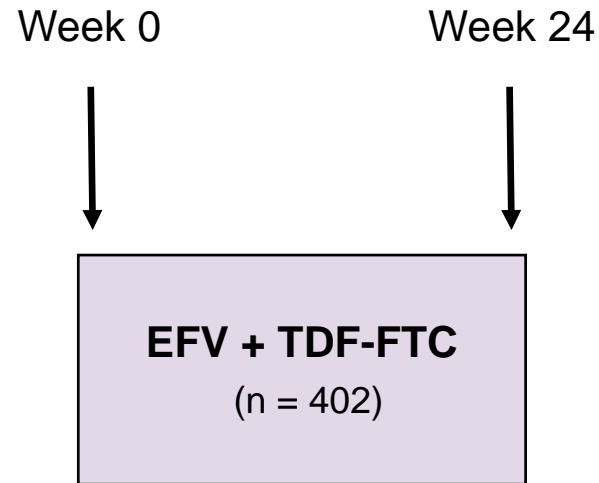 Week 0 Week 24
EFV + TDF-FTC
(n = 402)